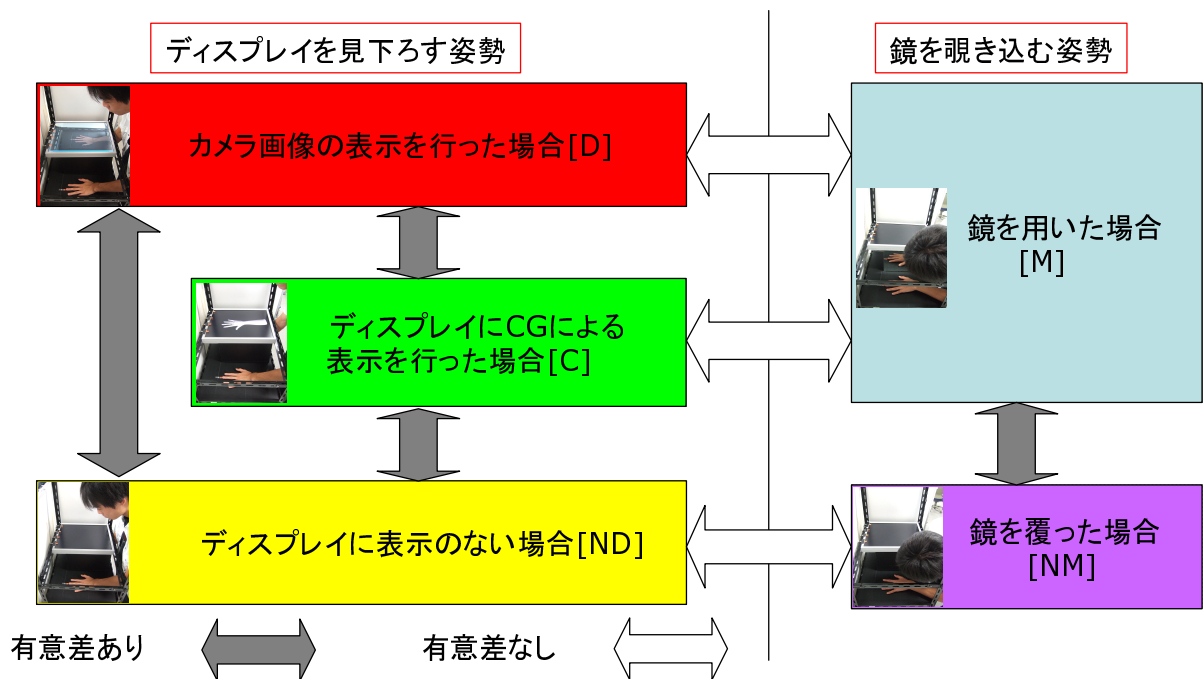 ディスプレイを見下ろす姿勢
鏡を覗き込む姿勢
カメラ画像の表示を行った場合[D]
鏡を用いた場合
[M]
ディスプレイにCGによる
表示を行った場合[C]
ディスプレイに表示のない場合[ND]
鏡を覆った場合
[NM]
有意差あり
有意差なし